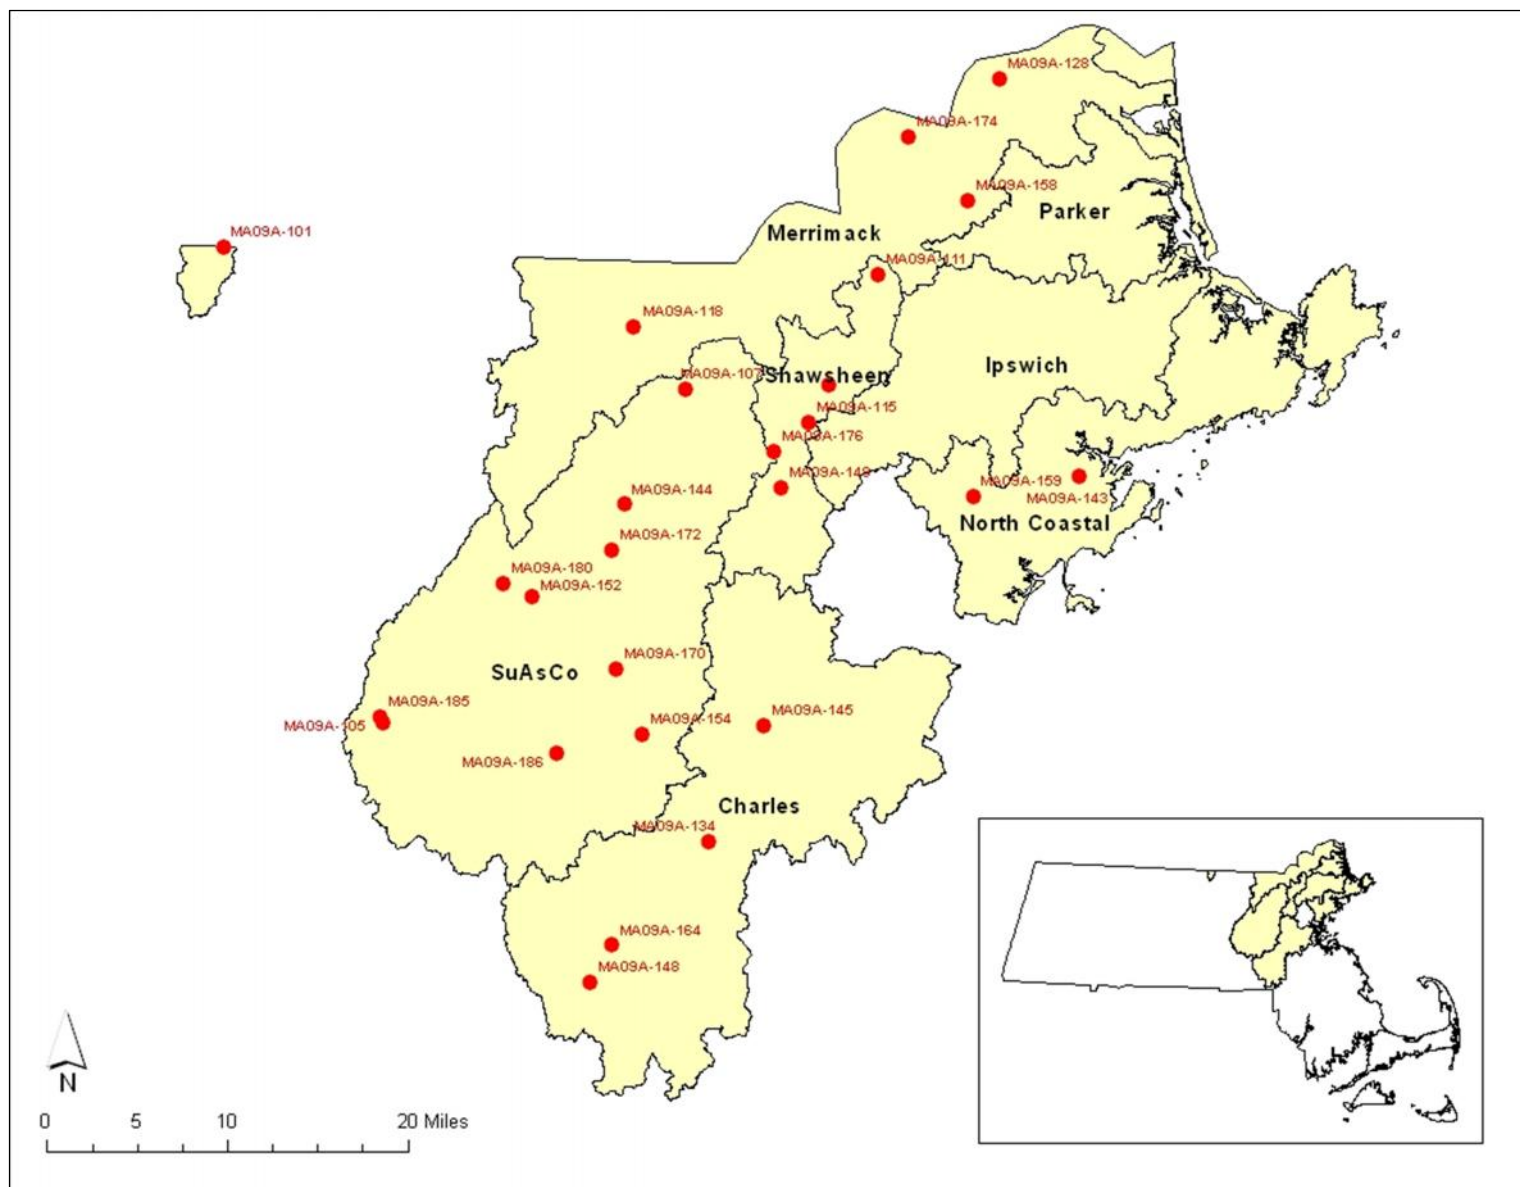 MA09A-128
MA09A-174
MA09A-158
Parker
MA09A-101
Merrimack
MA09A-111
MA09A-118
Ipswich
MA09A-107
Shawsheen
MA09A-115
MA09A-176
MA09A-149
MA09A-159
MA09A-143
MA09A-144
North Coastal
MA09A-172
MA09A-180
MA09A-152
MA09A-170
SuAsCo
MA09A-185
MA09A-105
MA09A-145
MA09A-154
MA09A-186
Charles
MA09A-134
MA09A-164
MA09A-148
N
0 5 10 20 Miles